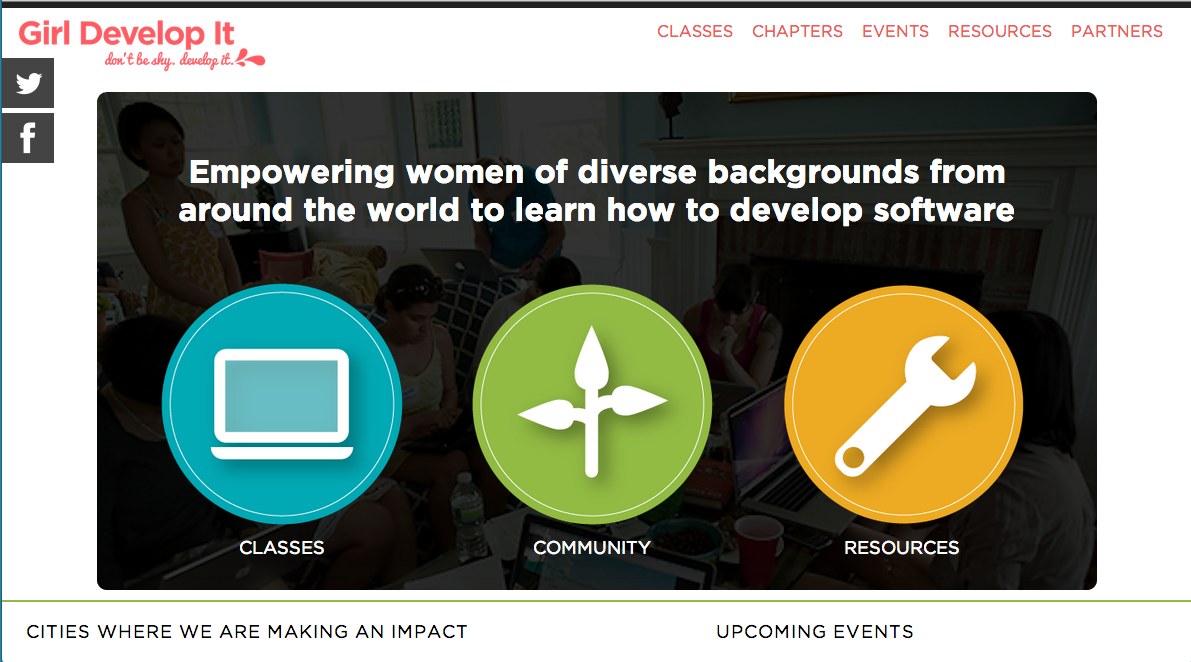 Girl Develop It
don't be shy. develop it.
CLASSES CHAPTERS EVENTS RESOURCES PARTNERS
Empowering women of diverse backgrounds from
around the world to learn how to develop software
CLASSES COMMUNITY RESOURCES
CITIES WHERE WE ARE MAKING AN IMPACT
UPCOMING EVENTS